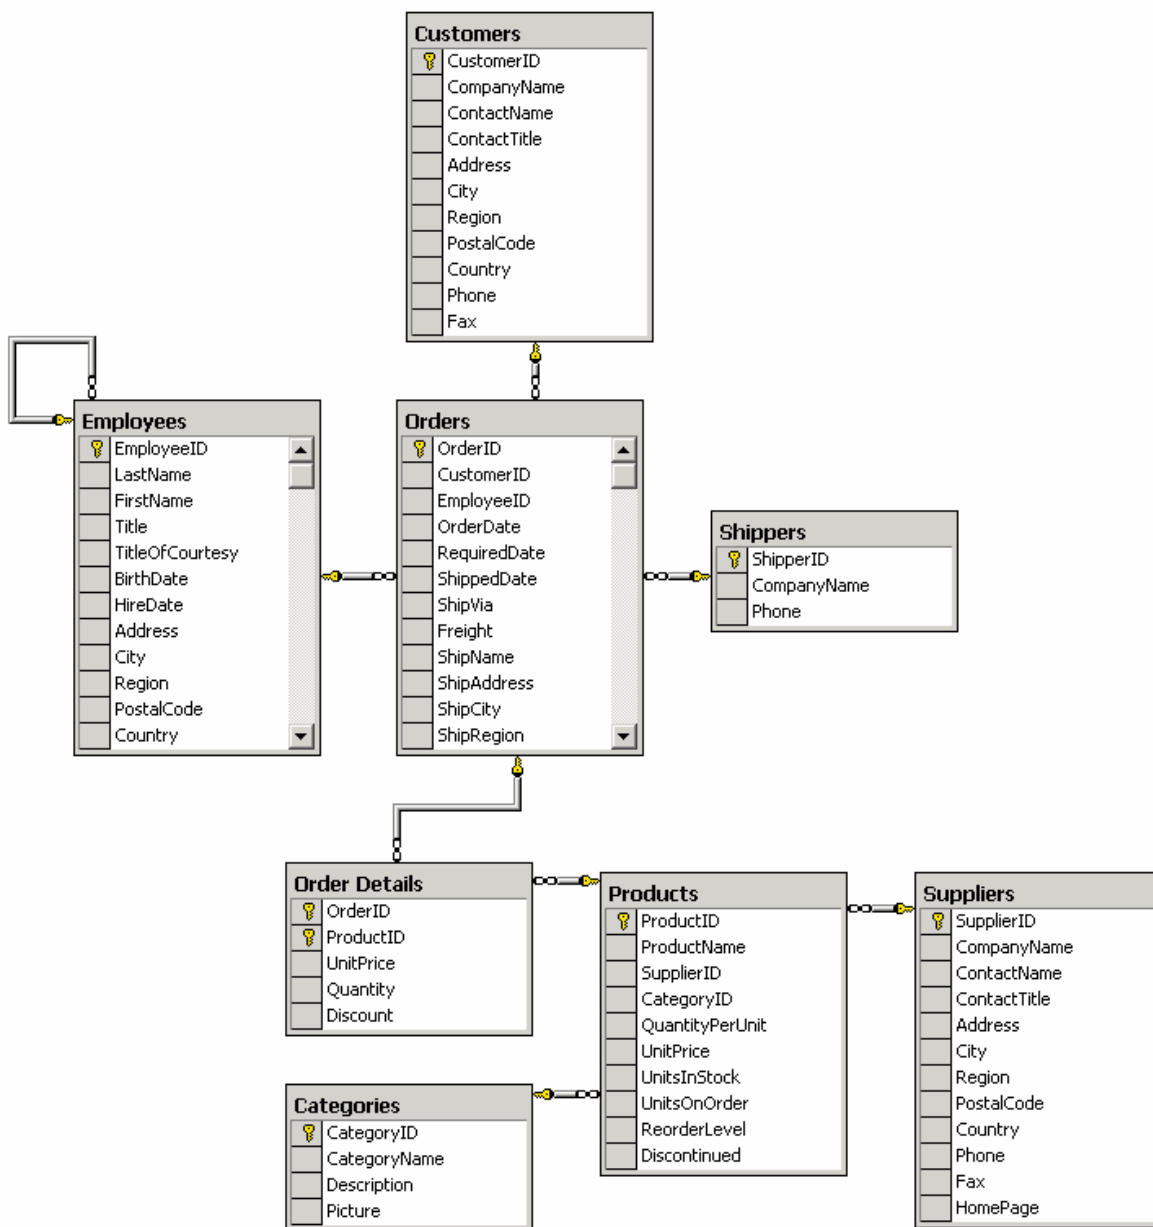 Customers
CustomerID
CompanyName
ContactName
ContactTitle
Address
City
Region
PostalCode
Country
Phone
Fax
Employees
EmployeeID
LastName
FirstName
Title
TitleOfCourtesy
BirthDate
HireDate
Address
City
Region
PostalCode
Country
Orders
OrderID
CustomerID
EmployeeID
OrderDate
RequiredDate
ShippedDate
ShipVia
Freight
ShipName
ShipAddress
ShipCity
ShipRegion
Shippers
ShipperID
CompanyName
Phone
Order Details
OrderID
ProductID
UnitPrice
Quantity
Discount
Products
ProductID
ProductName
SupplierID
CategoryID
QuantityPerUnit
UnitPrice
UnitsInStock
UnitsOnOrder
ReorderLevel
Discontinued
Suppliers
SupplierID
CompanyName
ContactName
ContactTitle
Address
City
Region
PostalCode
Country
Phone
Fax
HomePage
Categories
CategoryID
CategoryName
Description
Picture